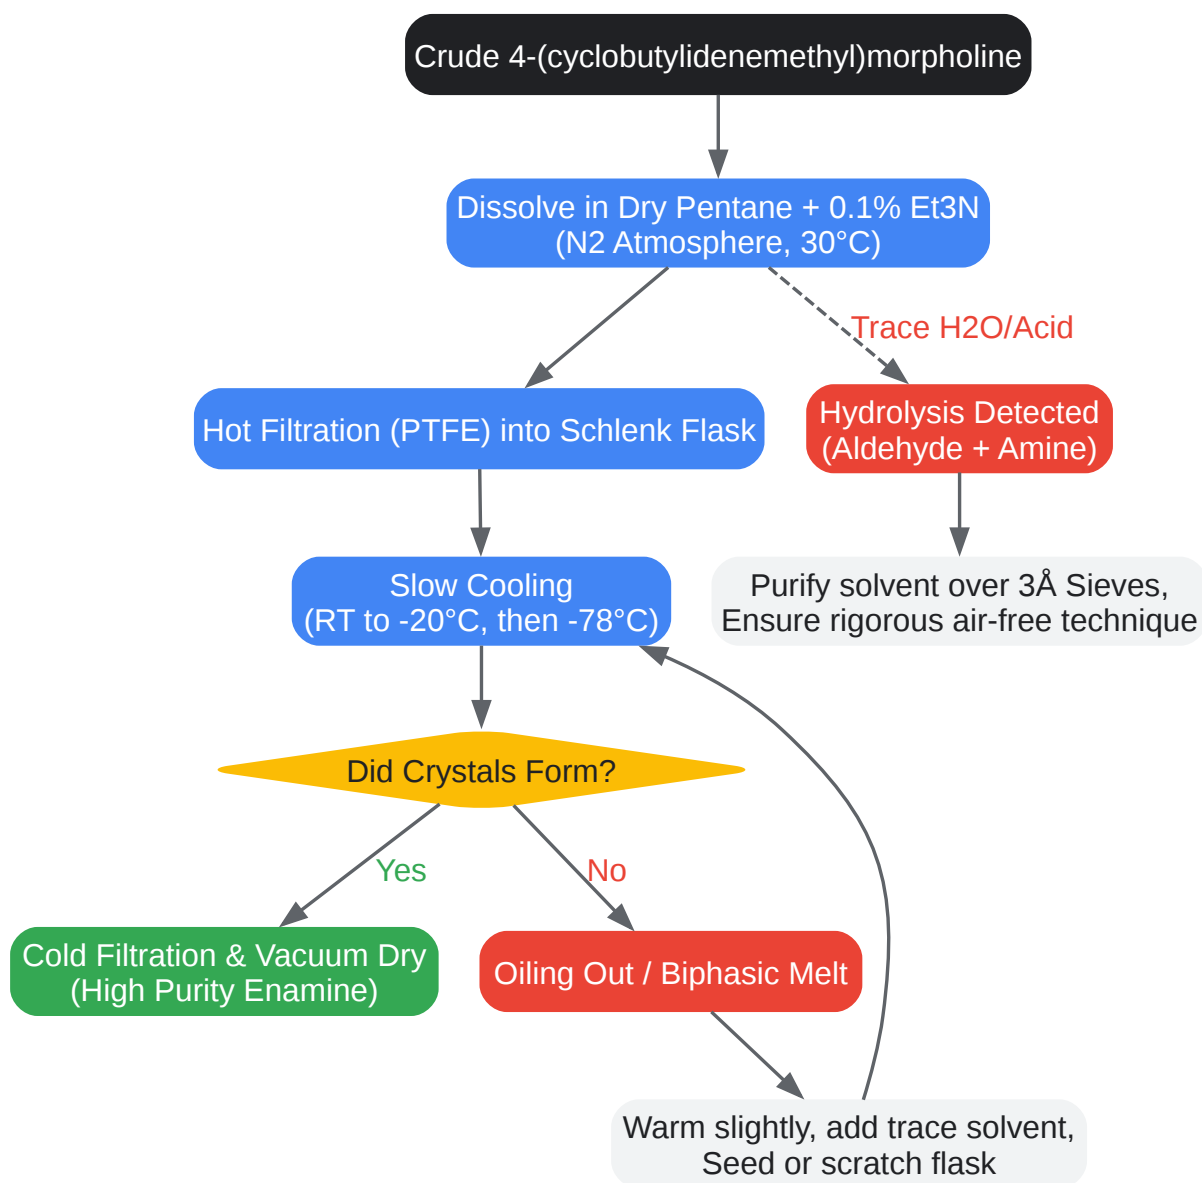 Crude 4-(cyclobutylidenemethyl)morpholine
Dissolve in Dry Pentane + 0.1% Et3N
(N2 Atmosphere, 30°C)
Trace H2O/Acid
Hot Filtration (PTFE) into Schlenk Flask
Hydrolysis Detected
(Aldehyde + Amine)
Slow Cooling
(RT to -20°C, then -78°C)
Purify solvent over 3Å Sieves,
Ensure rigorous air-free technique
Did Crystals Form?
Yes
No
Cold Filtration & Vacuum Dry
(High Purity Enamine)
Oiling Out / Biphasic Melt
Warm slightly, add trace solvent,
Seed or scratch flask